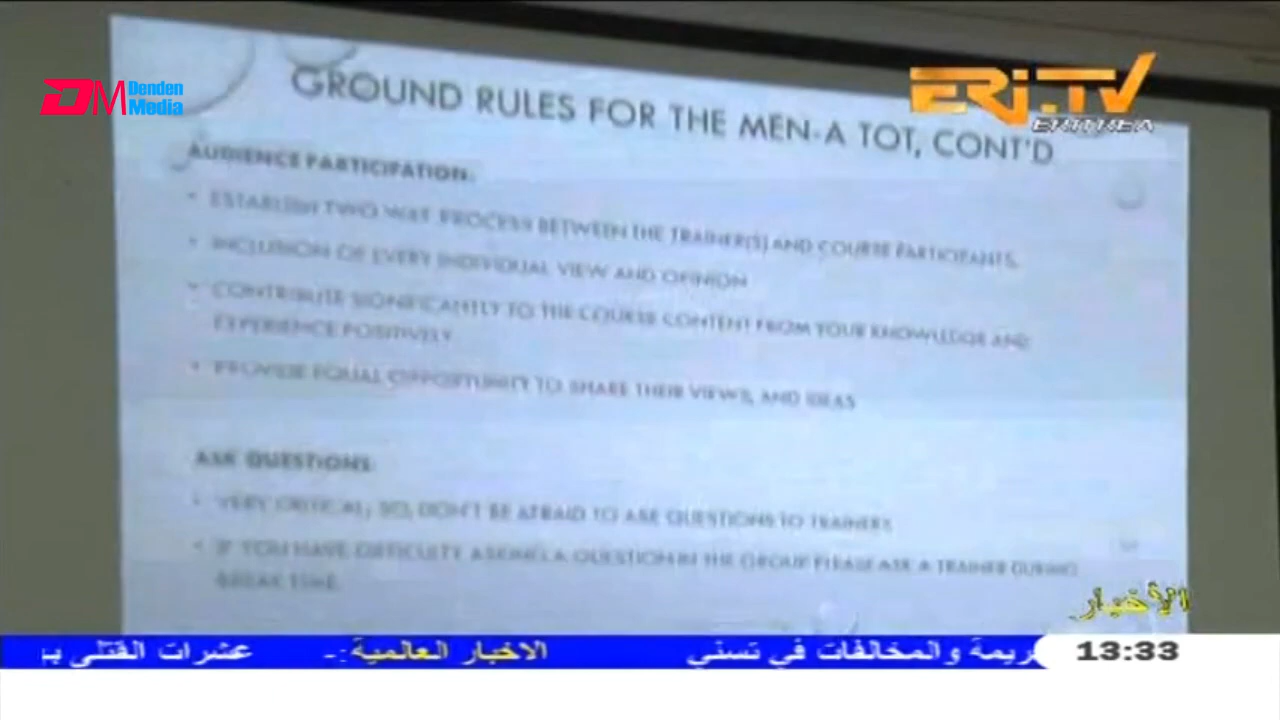 DM Denden
Media
ERi.TV
ERITREA
GROUND RULES FOR THE MEN-A TOT, CONT'D
AUDIENCE PARTICIPATION:
• ESTABLISH TWO WAY PROCESS BETWEEN THE TRAINER(S) AND COURSE PARTICIPANTS.
• INCLUSION OF EVERY INDIVIDUAL VIEW AND OPINION
• CONTRIBUTE SIGNIFICANTLY TO THE COURSE CONTENT FROM YOUR KNOWLEDGE AND
EXPERIENCE POSITIVELY
• PROVIDE EQUAL OPPORTUNITY TO SHARE THEIR VIEWS, AND IDEAS
ASK QUESTIONS:
• VERY CRITICAL; SO, DON'T BE AFRAID TO ASK QUESTIONS TO TRAINERS
• IF YOU HAVE DIFFICULTY ASKING A QUESTION IN THE GROUP PLEASE ASK A TRAINER DURING
BREAK TIME.
الأخبار
ريمة والمخالفات في تسني الاخبار العالمية:- عشرات القتلى بـ
13:33